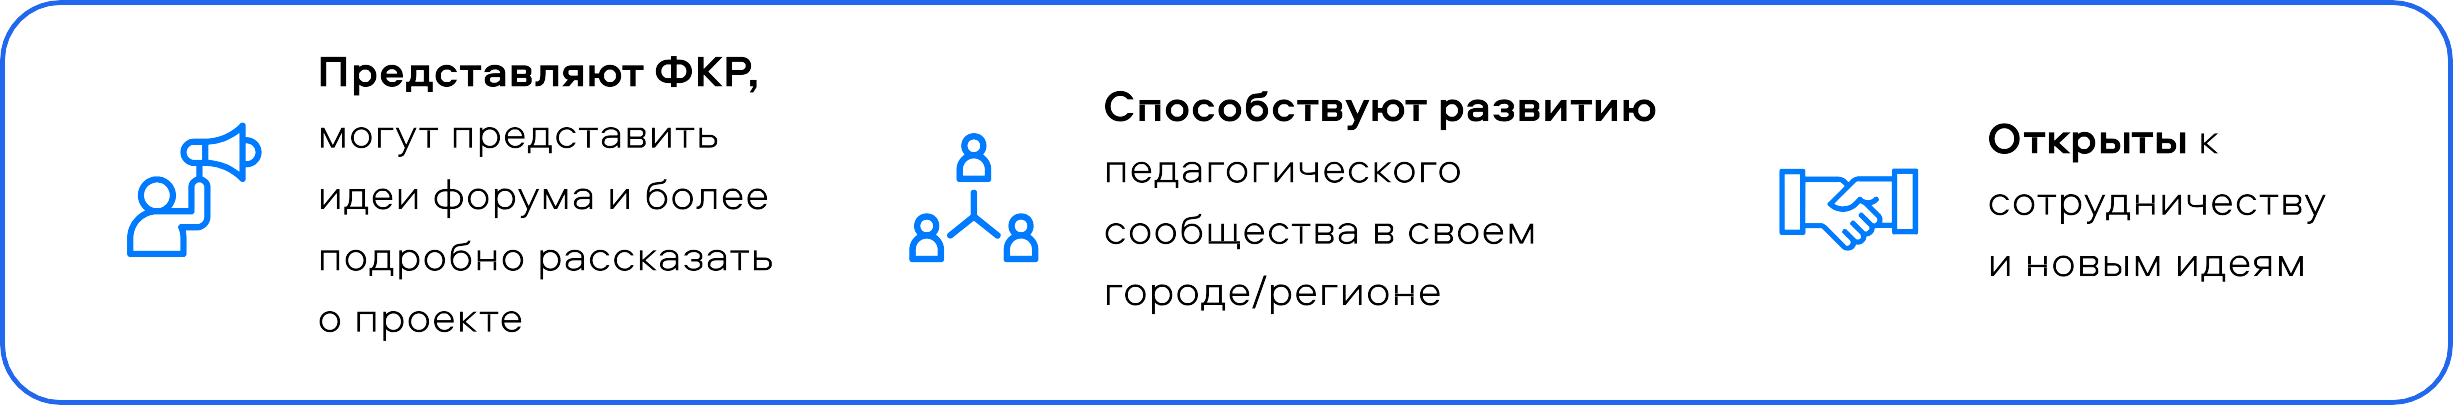 Представляют ФКР,
могут представить
идеи форума и более
подробно рассказать
о проекте
Способствуют развитию
педагогического
сообщества в своем
городе/регионе
Открыты к
сотрудничеству
и новым идеям